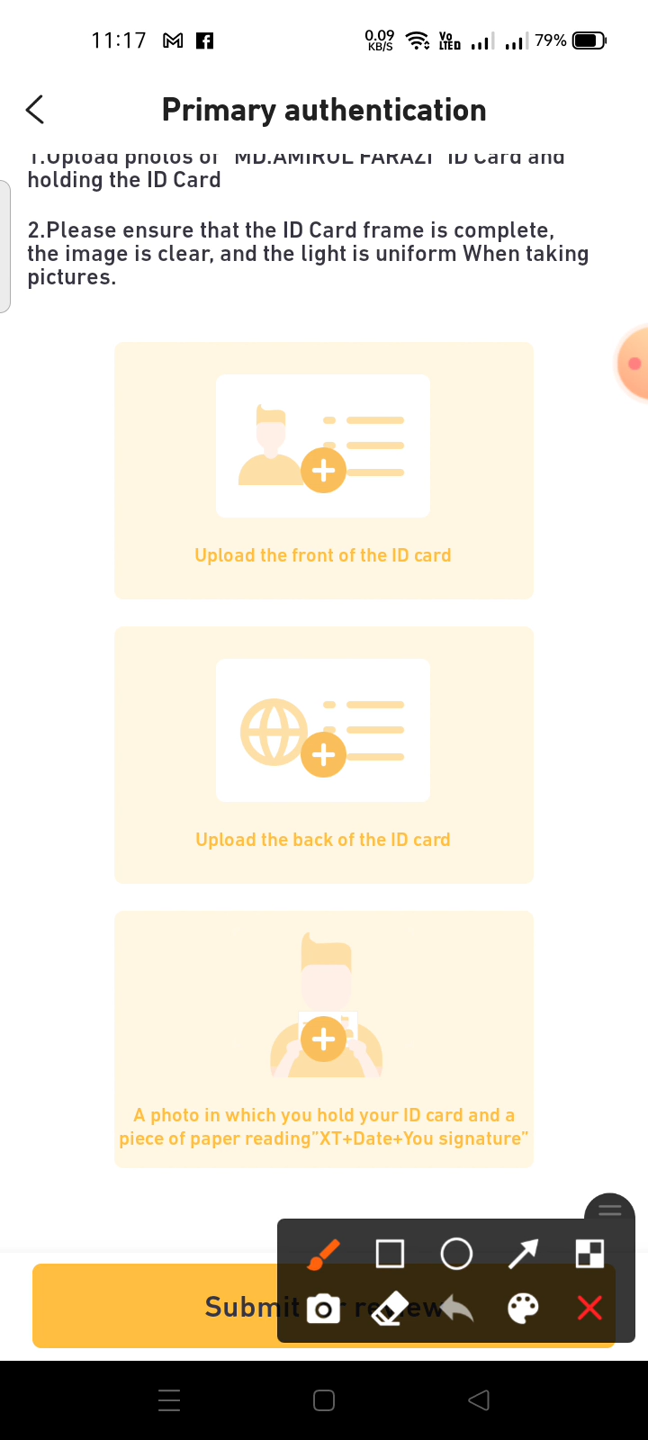 11:17
0.09 KB/S
Vo LTED
79%
Primary authentication
1.Upload photos of "MD.AMIRUL FARAZI" ID Card and
holding the ID Card
2.Please ensure that the ID Card frame is complete,
the image is clear, and the light is uniform When taking
pictures.
Upload the front of the ID card
Upload the back of the ID card
A photo in which you hold your ID card and a
piece of paper reading"XT+Date+You signature"
Submit for review